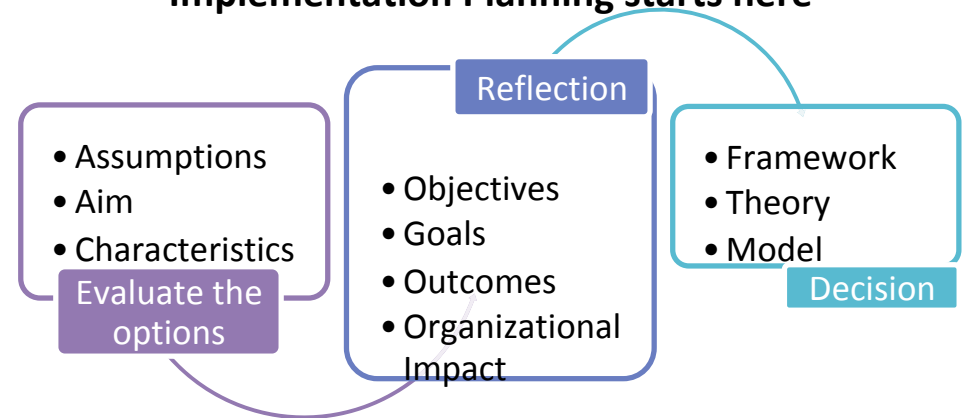 Implementation Planning starts here
• Assumptions
• Aim
• Characteristics
Evaluate the
options
Reflection
• Objectives
• Goals
• Outcomes
• Organizational
Impact
• Framework
• Theory
• Model
Decision